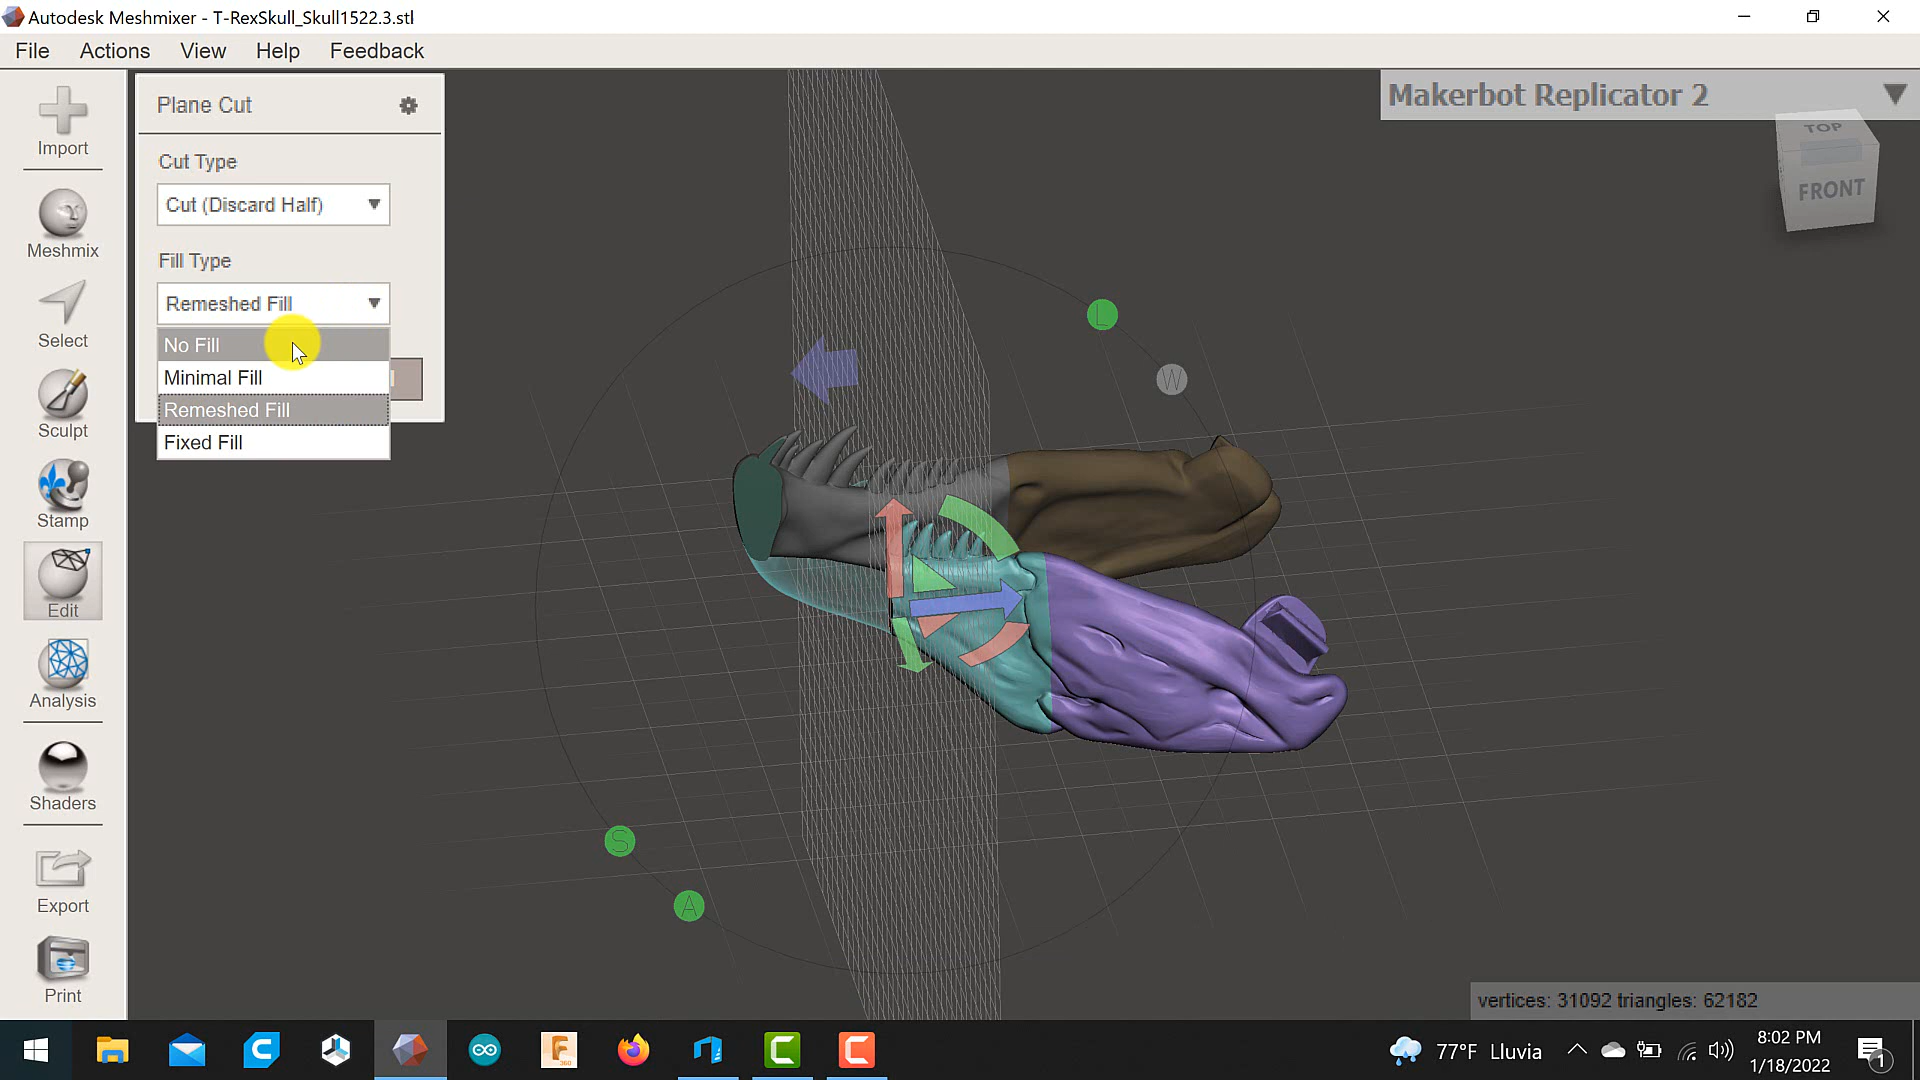 Autodesk Meshmixer - T-RexSkull_Skull1522.3.stl
File Actions View Help Feedback
Import
Meshmix
Select
Sculpt
Stamp
Edit
Analysis
Shaders
Export
Print
Plane Cut
Cut Type
Cut (Discard Half)
Fill Type
Remeshed Fill
No Fill
Minimal Fill
Remeshed Fill
Fixed Fill
Makerbot Replicator 2
TOP
FRONT
L
W
S
A
vertices: 31092 triangles: 62182
77°F Lluvia
8:02 PM
1/18/2022
1